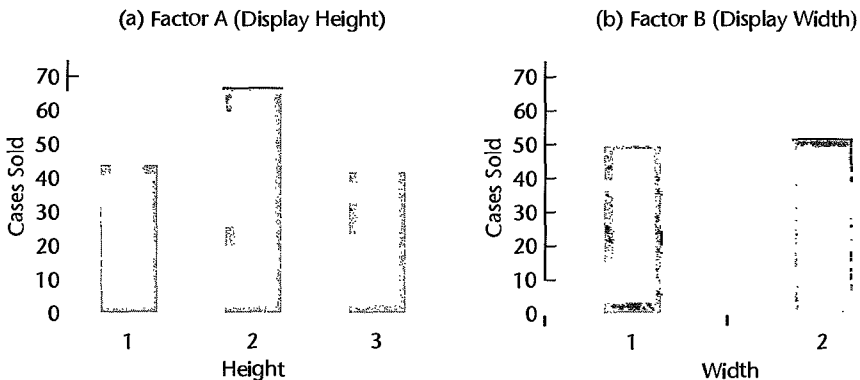 (a) Factor A (Display Height)
70
60
50
40
30
20
10
0
Cases Sold
1 2 3
Height
(b) Factor B (Display Width)
70
60
50
40
30
20
10
0
Cases Sold
1 2
Width